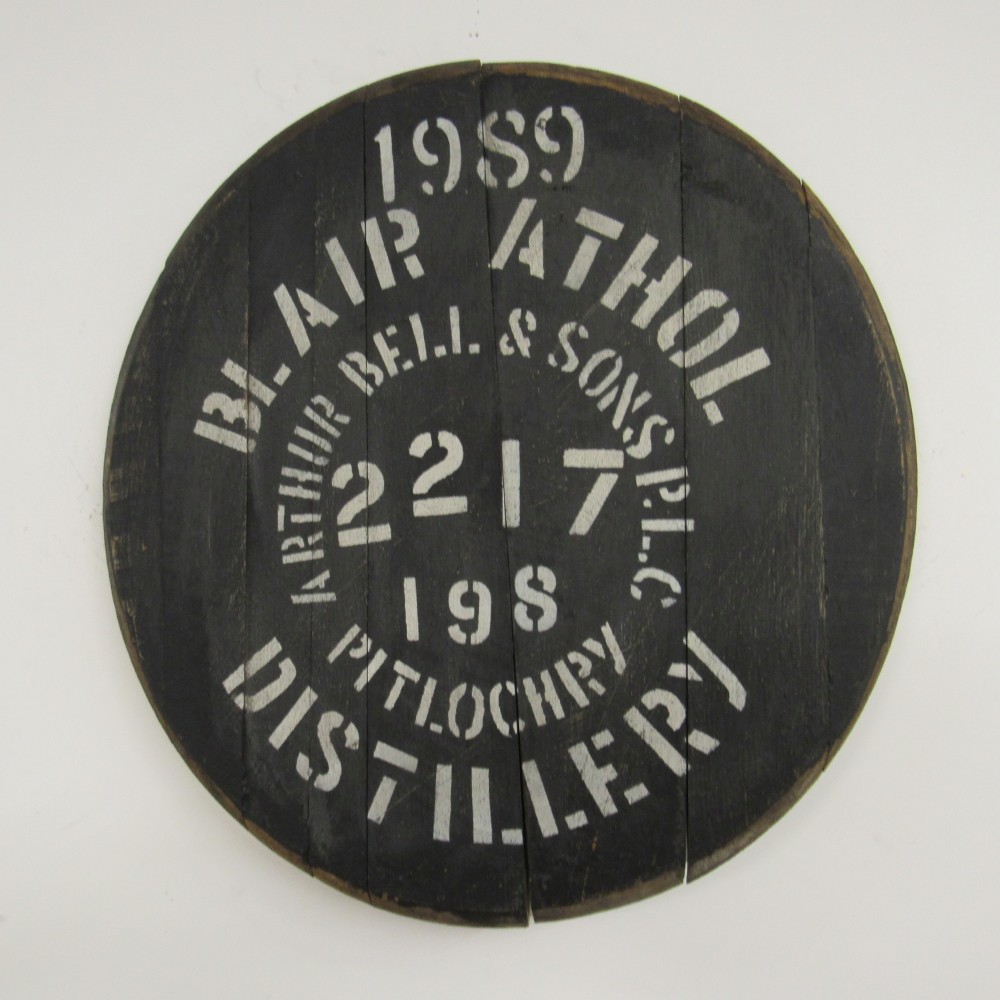 1989
BLAIR ATHOL
ARTHUR BELL & SONS P.L.C
2217
198
PITLOCHRY
DISTILLERY